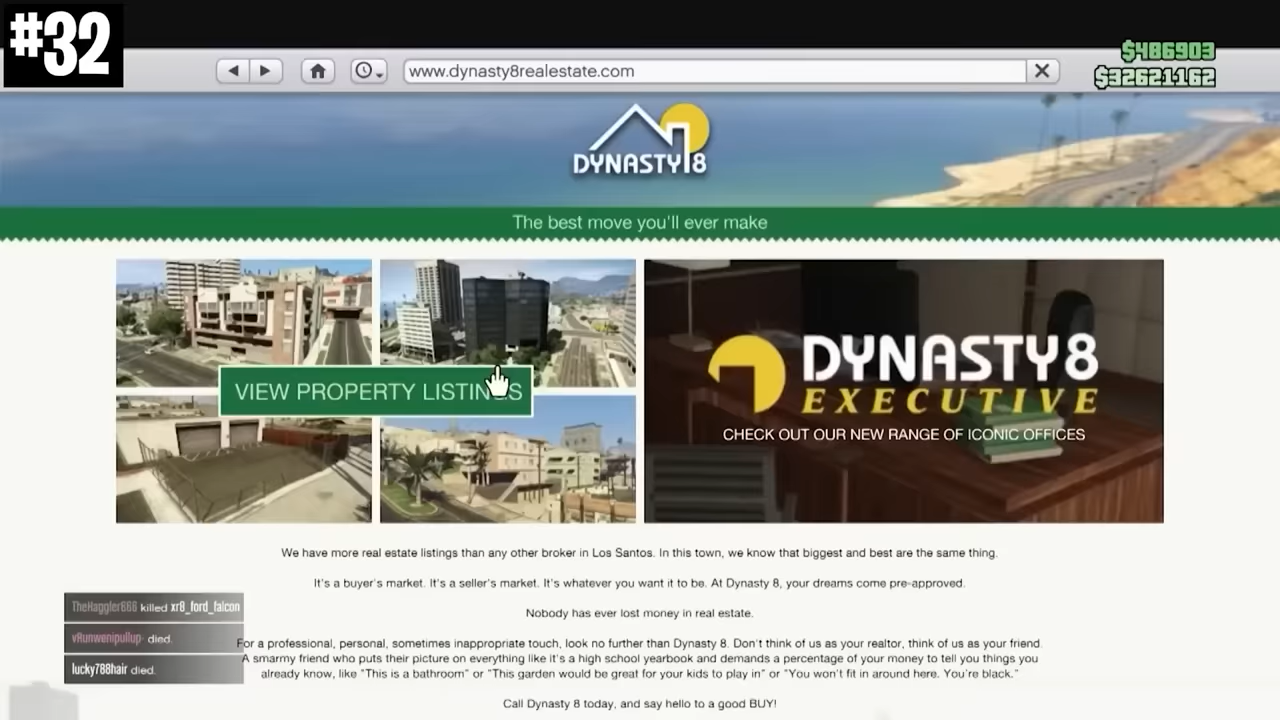 #32
www.dynasty8realestate.com
$486903
$32621162
DYNASTY 8
The best move you'll ever make
VIEW PROPERTY LISTINGS
DYNASTY 8
EXECUTIVE
CHECK OUT OUR NEW RANGE OF ICONIC OFFICES
We have more real estate listings than any other broker in Los Santos. In this town, we know that biggest and best are the same thing.
It's a buyer's market. It's a seller's market. It's whatever you want it to be. At Dynasty 8, your dreams come pre-approved.
Nobody has ever lost money in real estate.
TheHaggler666 killed xr8_ford_falcon
vRunwenipullup- died.
lucky788hair died.
For a professional, personal, sometimes inappropriate touch, look no further than Dynasty 8. Don't think of us as your realtor, think of us as your friend.
A smarmy friend who puts their picture on everything like it's a high school yearbook and demands a percentage of your money to tell you things you
already know, like "This is a bathroom" or "This garden would be great for your kids to play in" or "You won't fit in around here. You're black."
Call Dynasty 8 today, and say hello to a good BUY!